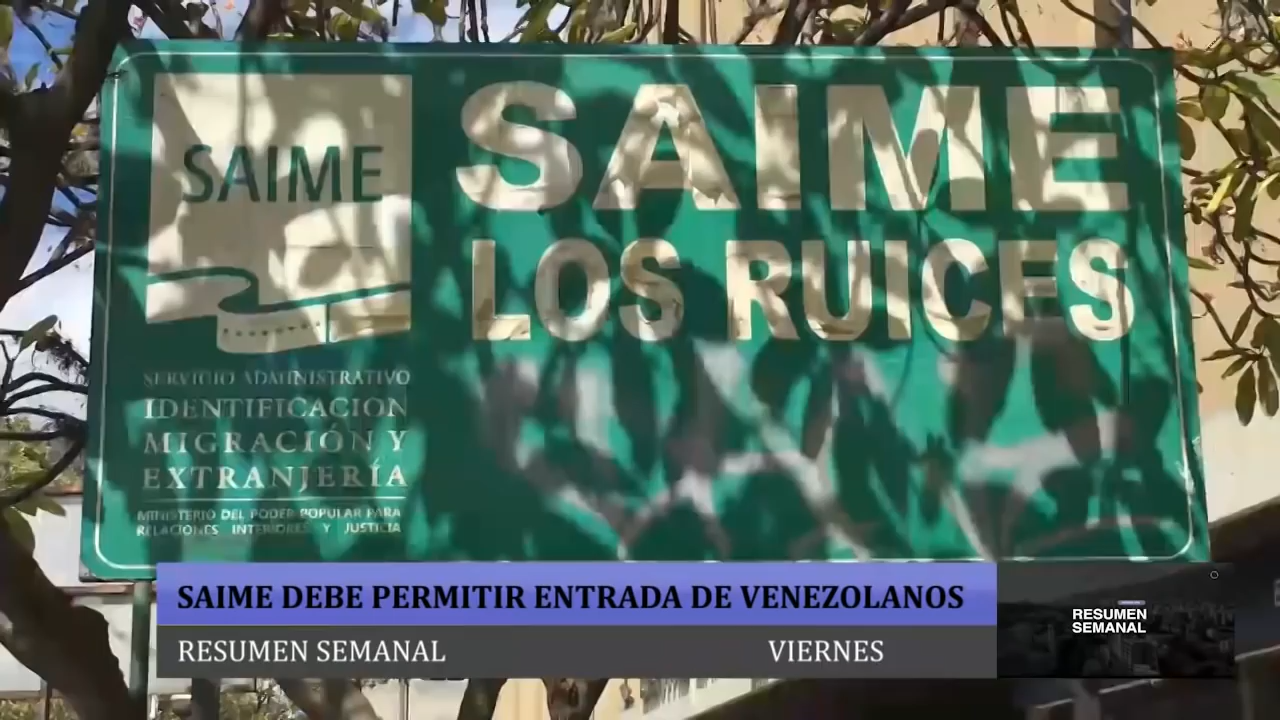 SAIME
SAIME
LOS RUICES
SERVICIO ADMINISTRATIVO
IDENTIFICACION
MIGRACIÓN Y
EXTRANJERÍA
MINISTERIO DEL PODER POPULAR PARA
RELACIONES INTERIORES Y JUSTICIA
SAIME DEBE PERMITIR ENTRADA DE VENEZOLANOS
RESUMEN SEMANAL VIERNES
RESUMEN
SEMANAL